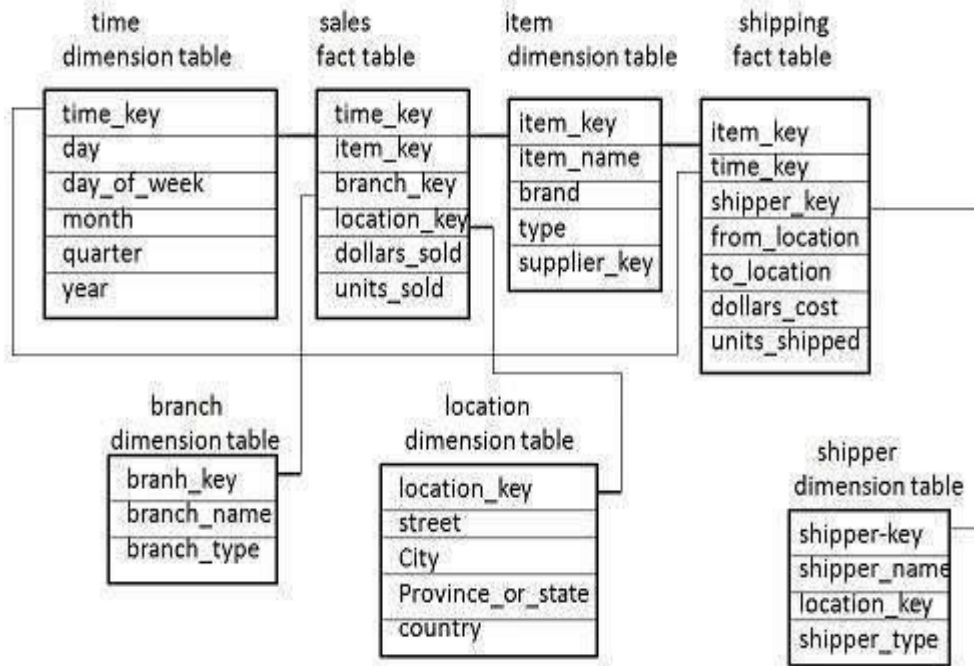 time
dimension table
time_key
day
day_of_week
month
quarter
year
sales
fact table
time_key
item_key
branch_key
location_key
dollars_sold
units_sold
item
dimension table
item_key
item_name
brand
type
supplier_key
shipping
fact table
item_key
time_key
shipper_key
from_location
to_location
dollars_cost
units_shipped
branch
dimension table
branh_key
branch_name
branch_type
location
dimension table
location_key
street
City
Province_or_state
country
shipper
dimension table
shipper-key
shipper_name
location_key
shipper_type